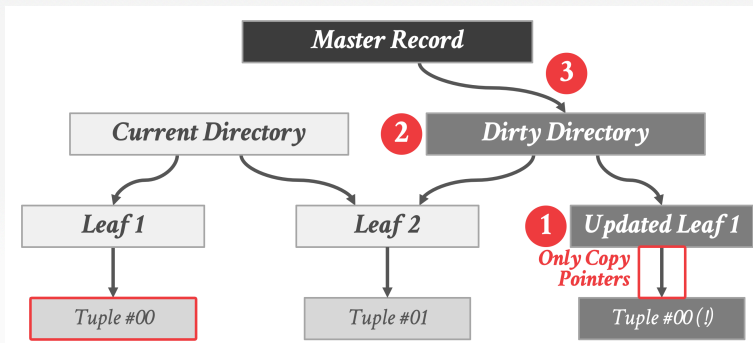 Master Record
3
Current Directory
2
Dirty Directory
Leaf 1
Leaf 2
1
Updated Leaf 1
Only Copy
Pointers
Tuple #00
Tuple #01
Tuple #00 (!)